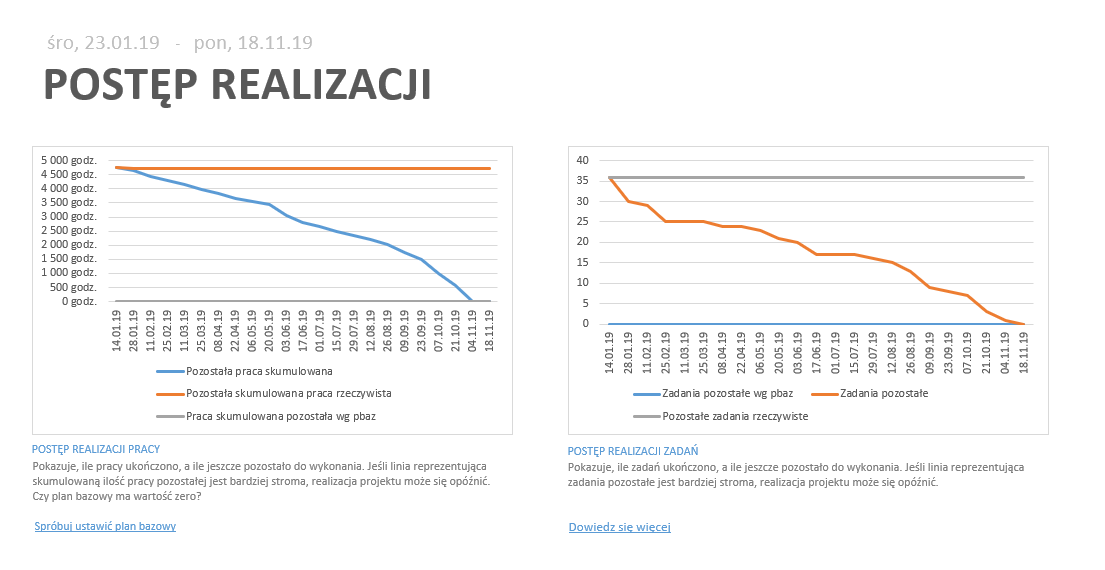 śro, 23.01.19 - pon, 18.11.19
POSTĘP REALIZACJI
5 000 godz.
4 500 godz.
4 000 godz.
3 500 godz.
3 000 godz.
2 500 godz.
2 000 godz.
1 500 godz.
1 000 godz.
500 godz.
0 godz.
14.01.19
28.01.19
11.02.19
25.02.19
11.03.19
25.03.19
08.04.19
22.04.19
06.05.19
20.05.19
03.06.19
17.06.19
01.07.19
15.07.19
29.07.19
12.08.19
26.08.19
09.09.19
23.09.19
07.10.19
21.10.19
04.11.19
18.11.19
Pozostała praca skumulowana
Pozostała skumulowana praca rzeczywista
Praca skumulowana pozostała wg pbaz
POSTĘP REALIZACJI PRACY
Pokazuje, ile pracy ukończono, a ile jeszcze pozostało do wykonania. Jeśli linia reprezentująca
skumulowaną ilość pracy pozostałej jest bardziej stroma, realizacja projektu może się opóźnić.
Czy plan bazowy ma wartość zero?
Spróbuj ustawić plan bazowy
40
35
30
25
20
15
10
5
0
14.01.19
28.01.19
11.02.19
25.02.19
11.03.19
25.03.19
08.04.19
22.04.19
06.05.19
20.05.19
03.06.19
17.06.19
01.07.19
15.07.19
29.07.19
12.08.19
26.08.19
09.09.19
23.09.19
07.10.19
21.10.19
04.11.19
18.11.19
Zadania pozostałe wg pbaz Zadania pozostałe
Pozostałe zadania rzeczywiste
POSTĘP REALIZACJI ZADAŃ
Pokazuje, ile zadań ukończono, a ile jeszcze pozostało do wykonania. Jeśli linia reprezentująca
zadania pozostałe jest bardziej stroma, realizacja projektu może się opóźnić.
Dowiedz się więcej